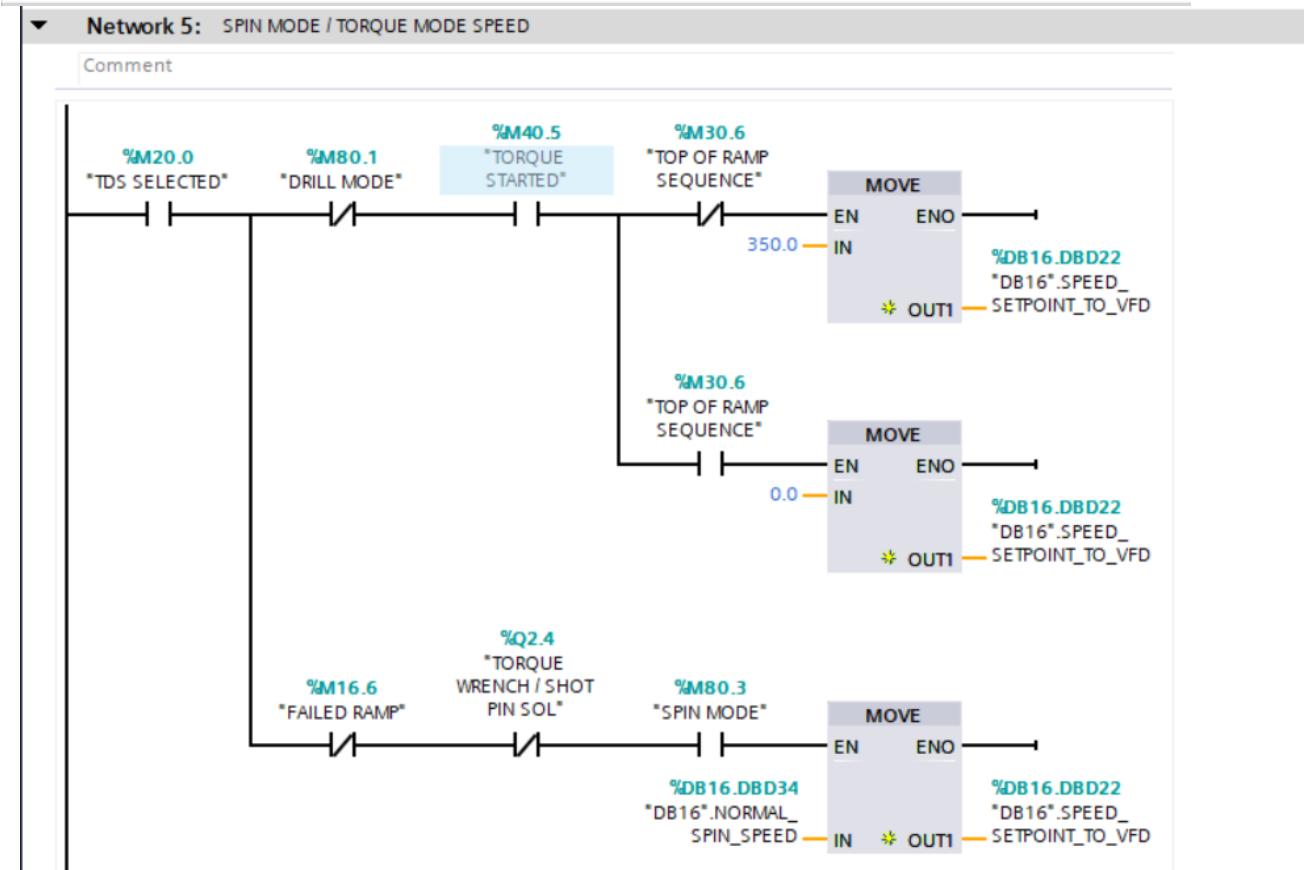 Network 5: SPIN MODE / TORQUE MODE SPEED
Comment
%M20.0
"TDS SELECTED"
%M80.1
"DRILL MODE"
%M40.5
"TORQUE
STARTED"
%M30.6
"TOP OF RAMP
SEQUENCE"
MOVE
EN ENO
350.0 IN
OUT1
%DB16.DBD22
"DB16".SPEED_
SETPOINT_TO_VFD
%M30.6
"TOP OF RAMP
SEQUENCE"
MOVE
EN ENO
0.0 IN
OUT1
%DB16.DBD22
"DB16".SPEED_
SETPOINT_TO_VFD
%M16.6
"FAILED RAMP"
%Q2.4
"TORQUE
WRENCH / SHOT
PIN SOL"
%M80.3
"SPIN MODE"
MOVE
EN ENO
%DB16.DBD34
"DB16".NORMAL_
SPIN_SPEED
IN OUT1
%DB16.DBD22
"DB16".SPEED_
SETPOINT_TO_VFD